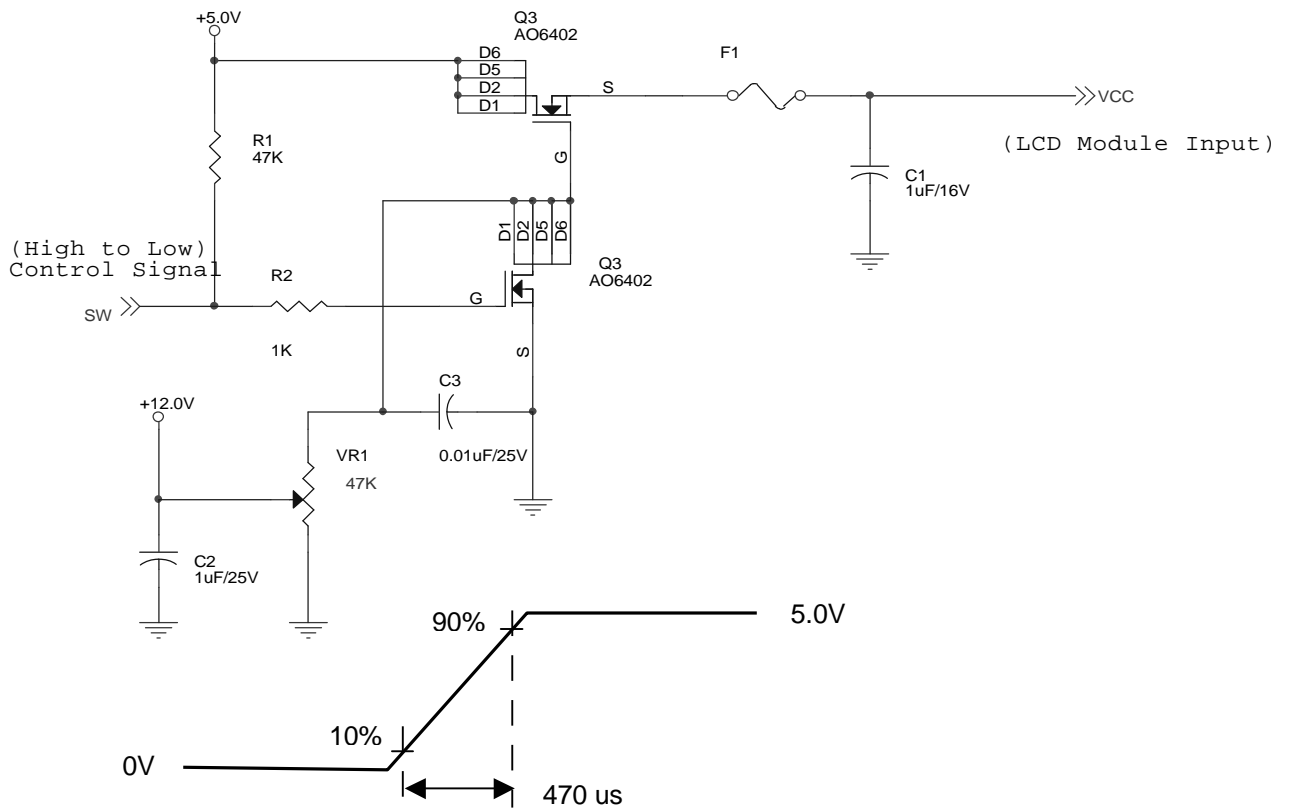 +5.0V
Q3
AO6402
D6
D5
D2
D1
S
F1
VCC
(LCD Module Input)
R1
47K
G
C1
1uF/16V
D1
D2
D5
D6
(High to Low)
Control Signal
SW
R2
1K
G
Q3
AO6402
S
C3
0.01uF/25V
+12.0V
VR1
47K
C2
1uF/25V
90%
5.0V
10%
0V
470 us